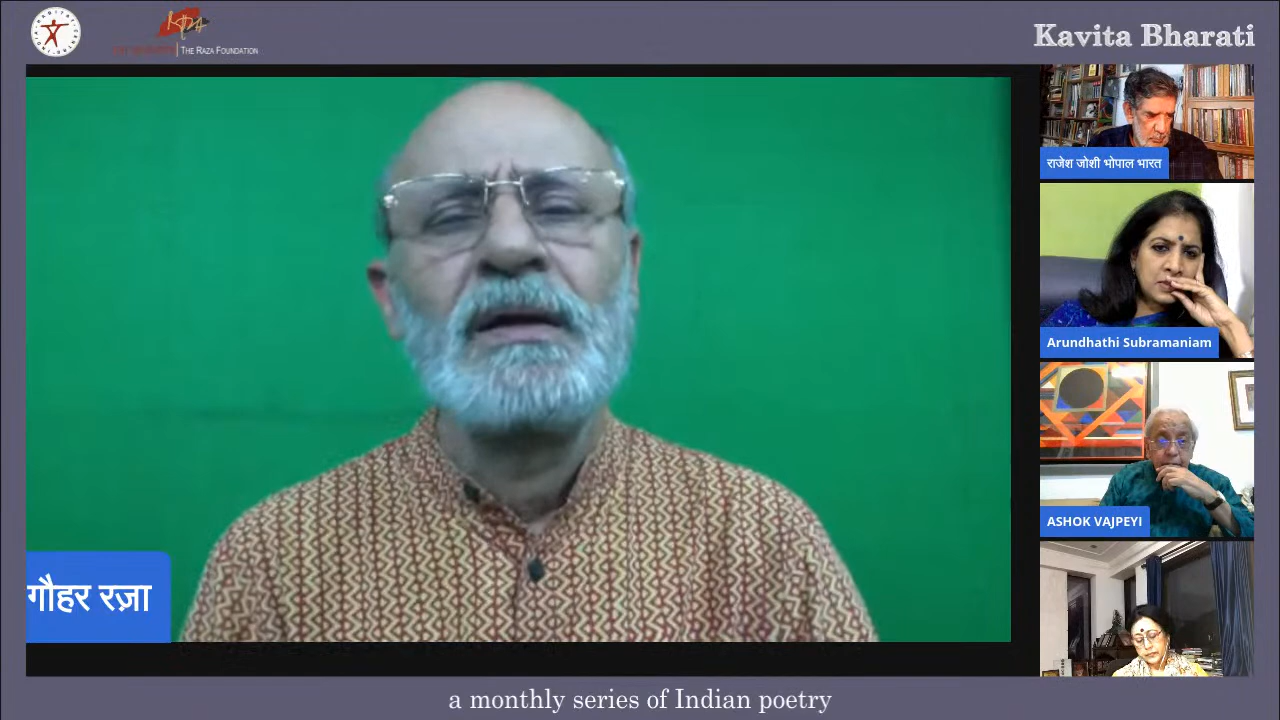 THE RAZA FOUNDATION
Kavita Bharati
राजेश जोशी भोपाल भारत
Arundhathi Subramaniam
ASHOK VAJPEYI
गौहर रज़ा
a monthly series of Indian poetry